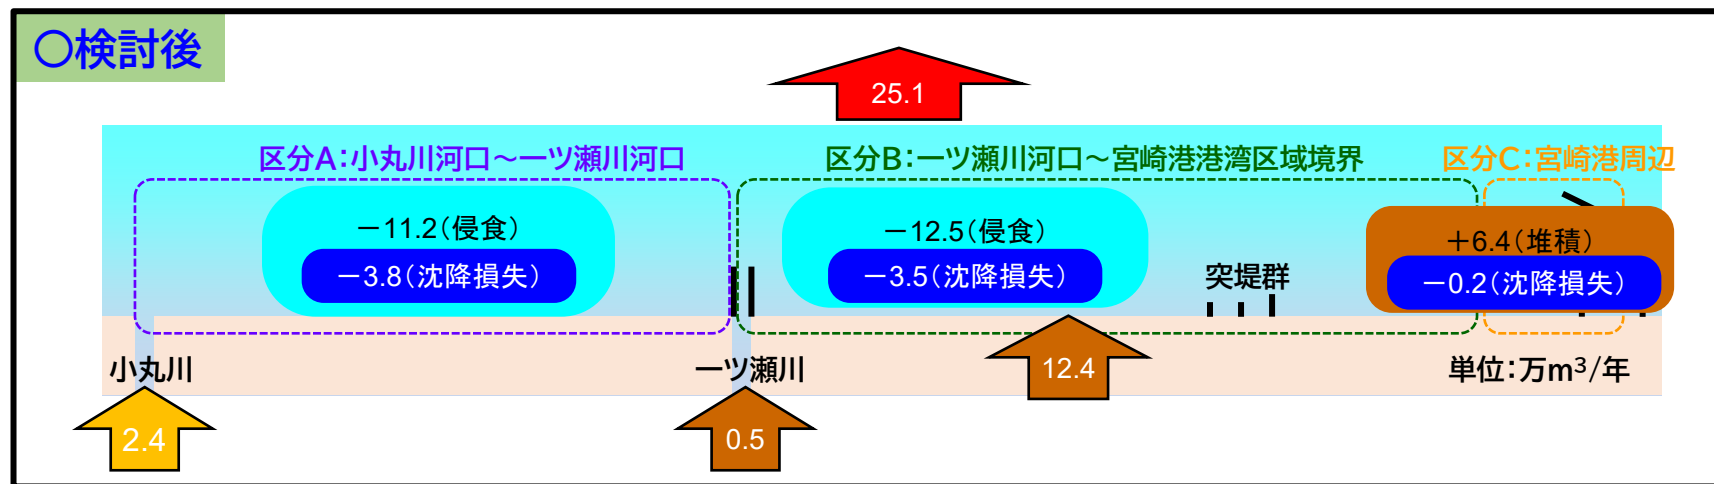 〇検討後
25.1
区分A：小丸川河口～一ツ瀬川河口
区分B：一ツ瀬川河口～宮崎港港湾区域境界
区分C：宮崎港周辺
－11.2（侵食）
－3.8（沈降損失）
－12.5（侵食）
－3.5（沈降損失）
突堤群
＋6.4（堆積）
－0.2（沈降損失）
小丸川
一ツ瀬川
12.4
単位：万m³/年
2.4
0.5